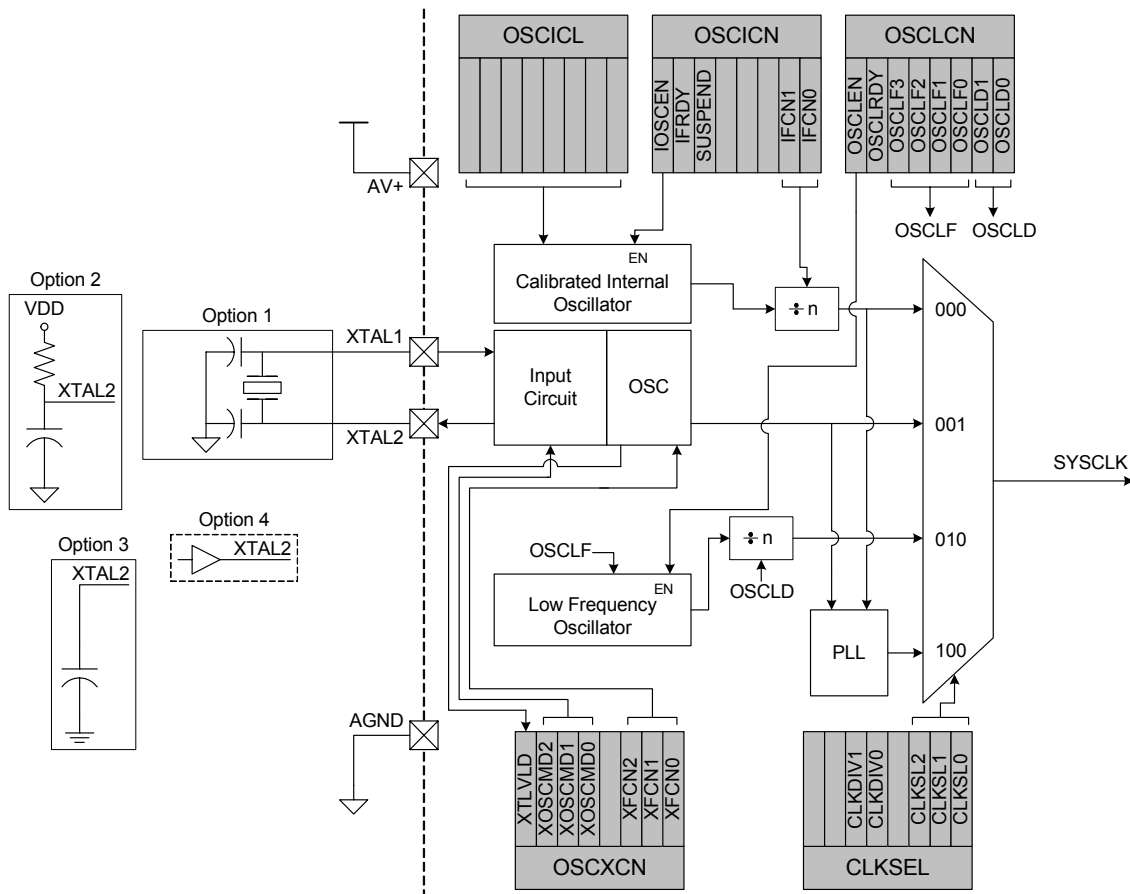 OSCICL
OSCICN
OSCLCN
IOSCEN
IFRDY
SUSPEND
IFCN1
IFCN0
OSCLEN
OSCLRDY
OSCLF3
OSCLF2
OSCLF1
OSCLF0
OSCLD1
OSCLD0
AV+
OSCLF
OSCLD
EN
Calibrated Internal
Oscillator
÷ n
000
Option 2
VDD
XTAL2
Option 1
XTAL1
XTAL2
Input
Circuit
OSC
001
SYSCLK
Option 4
XTAL2
Option 3
XTAL2
OSCLF
EN
Low Frequency
Oscillator
÷ n
OSCLD
010
PLL
100
AGND
XTLVLD
XOSCMD2
XOSCMD1
XOSCMD0
XFCN2
XFCN1
XFCN0
OSCXCN
CLKDIV1
CLKDIV0
CLKSL2
CLKSL1
CLKSL0
CLKSEL